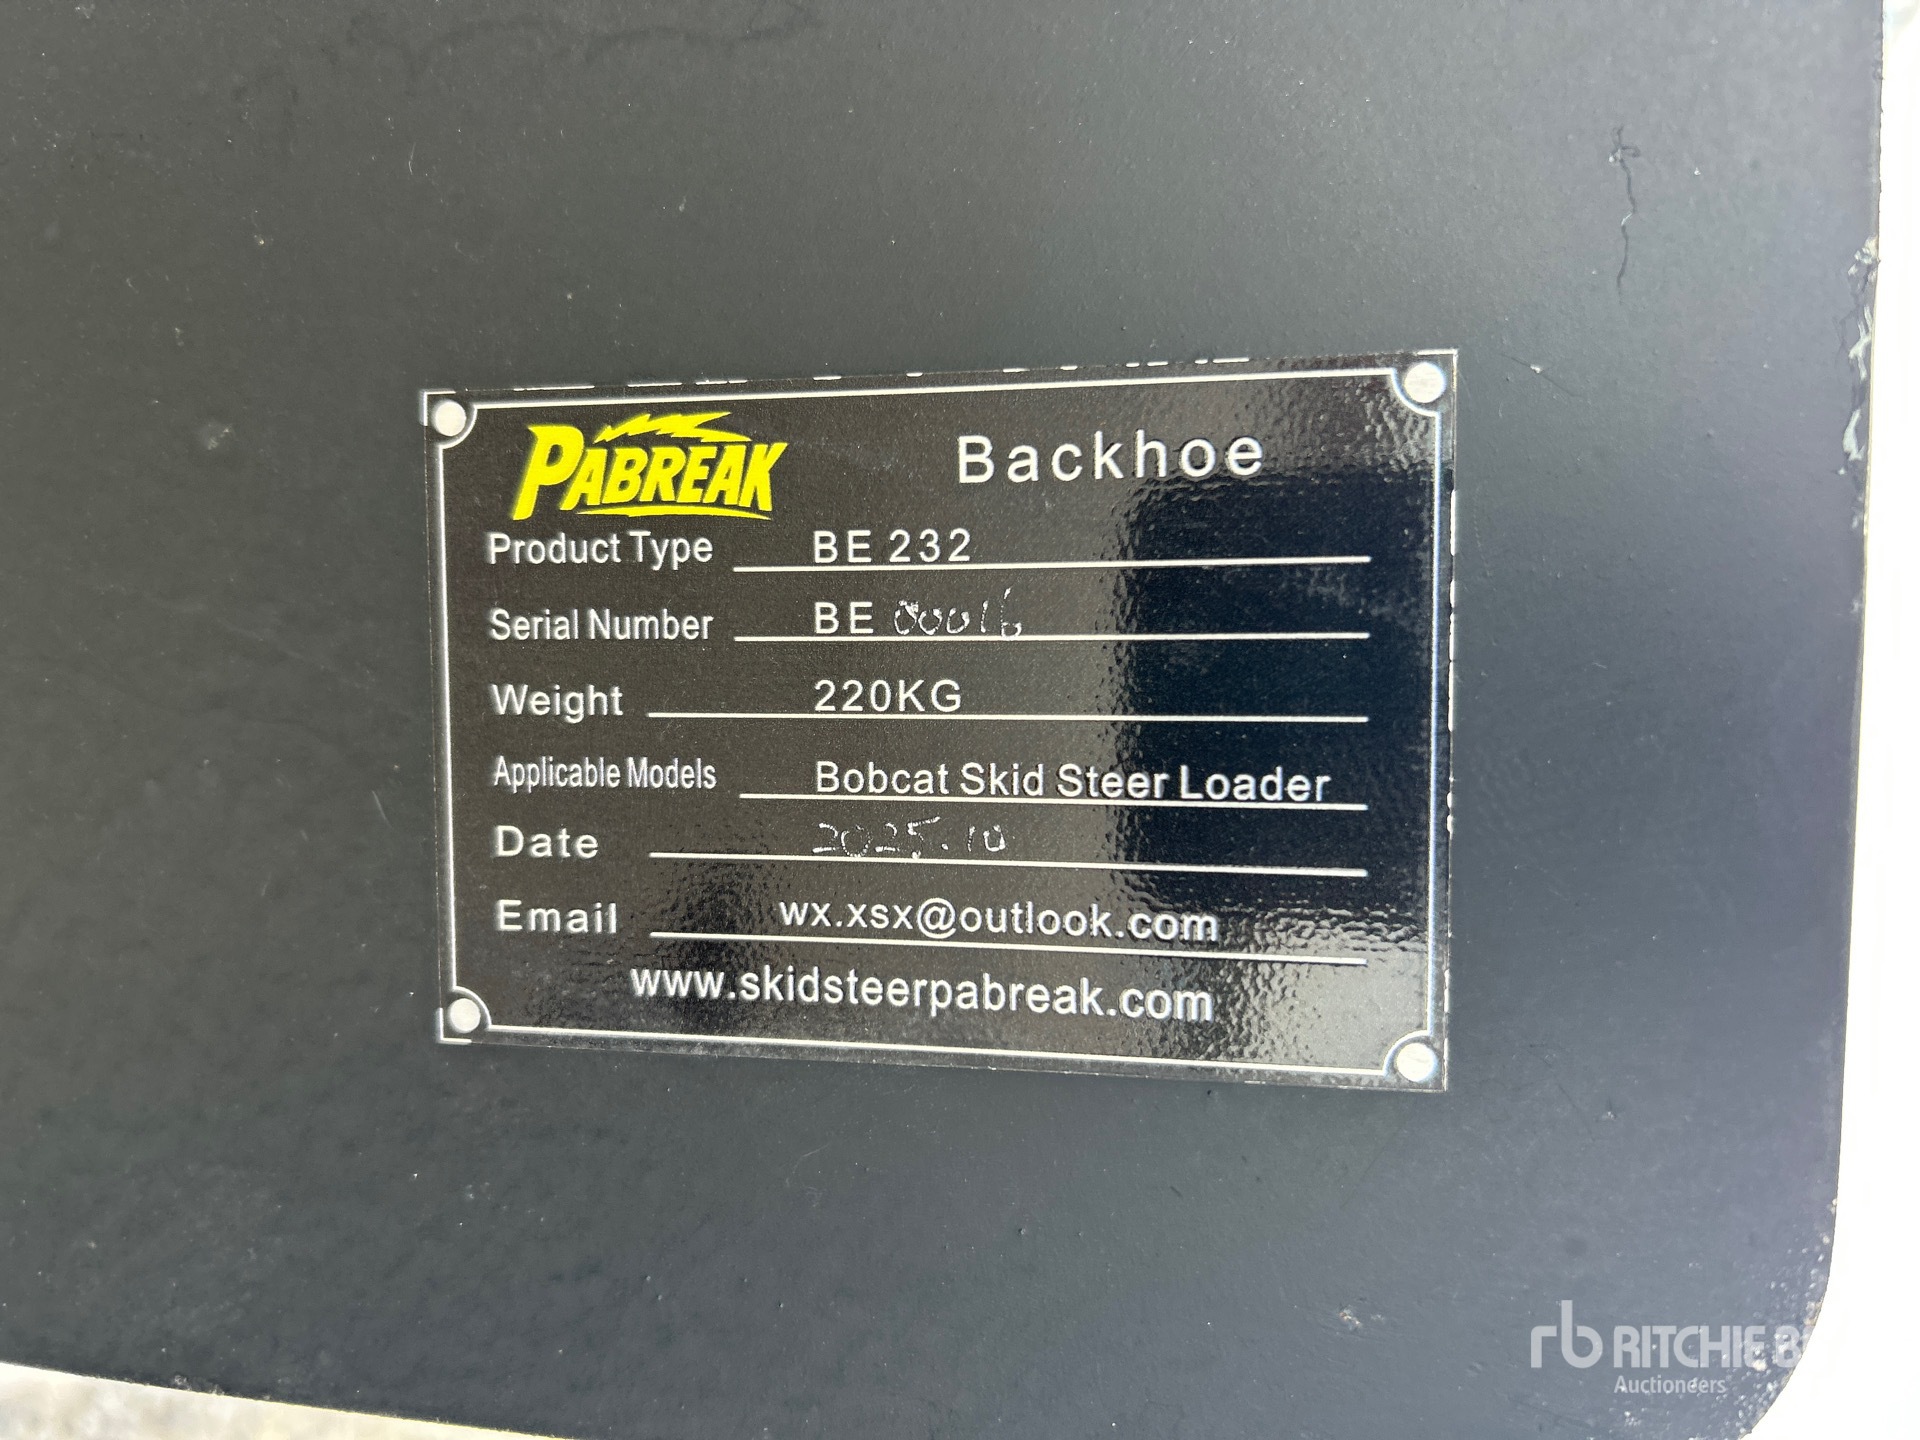 PABREAK Backhoe
Product Type BE 232
Serial Number BE 00016
Weight 220KG
Applicable Models Bobcat Skid Steer Loader
Date 2025.10
Email wx.xsx@outlook.com
www.skidsteerpabreak.com
rb RITCHIE B
Auctioneers